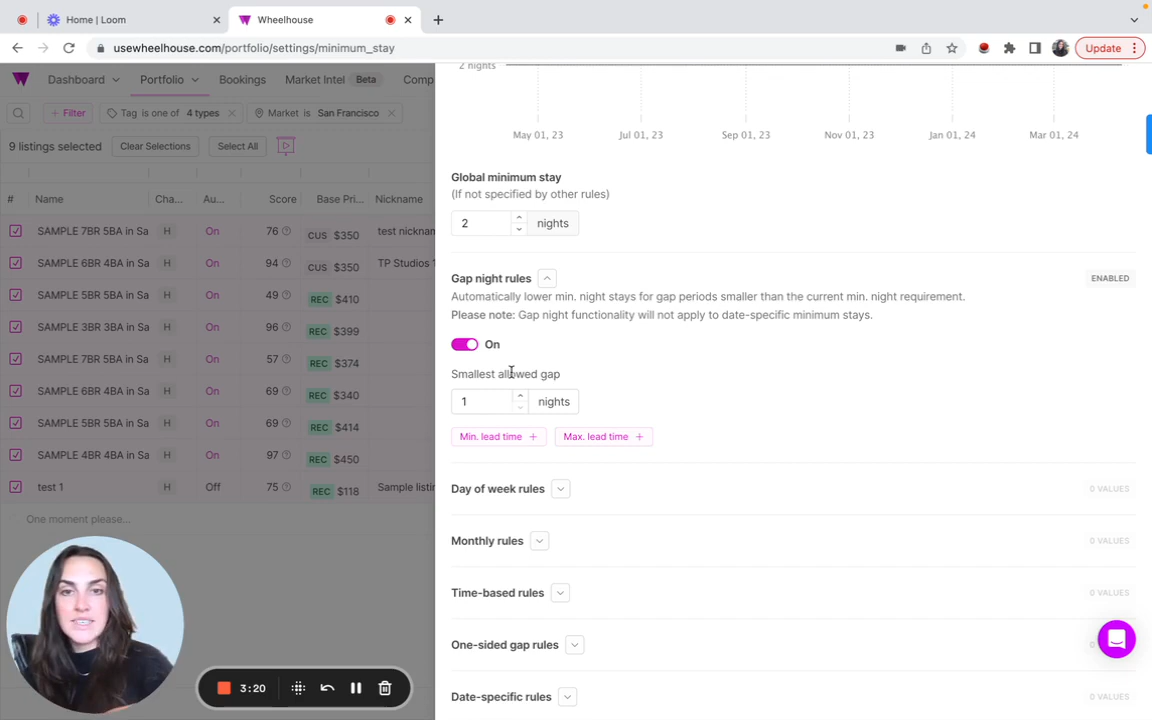 Home | Loom
Wheelhouse
usewheelhouse.com/portfolio/settings/minimum_stay
Update
Dashboard
Portfolio
Bookings
Market Intel
Beta
Comp
Filter
Tag is one of 4 types
Market is San Francisco
9 listings selected
Clear Selections
Select All
# Name Cha... Au... Score Base Pri... Nickname
SAMPLE 7BR 5BA in Sa H On 76 CUS $350 test nicknam
SAMPLE 6BR 4BA in Sa H On 94 CUS $350 TP Studios 1
SAMPLE 5BR 5BA in Sa H On 49 REC $410
SAMPLE 3BR 3BA in Sa H On 96 REC $399
SAMPLE 7BR 5BA in Sa H On 57 REC $374
SAMPLE 6BR 4BA in Sa H On 69 REC $340
SAMPLE 5BR 5BA in Sa H On 69 REC $414
SAMPLE 4BR 4BA in Sa H On 97 REC $450
test 1 H Off 75 REC $118 Sample listin
One moment please...
3:20
2 nights
May 01, 23 Jul 01, 23 Sep 01, 23 Nov 01, 23 Jan 01, 24 Mar 01, 24
Global minimum stay
(If not specified by other rules)
2 nights
Gap night rules ENABLED
Automatically lower min. night stays for gap periods smaller than the current min. night requirement.
Please note: Gap night functionality will not apply to date-specific minimum stays.
On
Smallest allowed gap
1 nights
Min. lead time + Max. lead time +
Day of week rules 0 VALUES
Monthly rules 0 VALUES
Time-based rules 0 VALUES
One-sided gap rules
Date-specific rules 0 VALUES